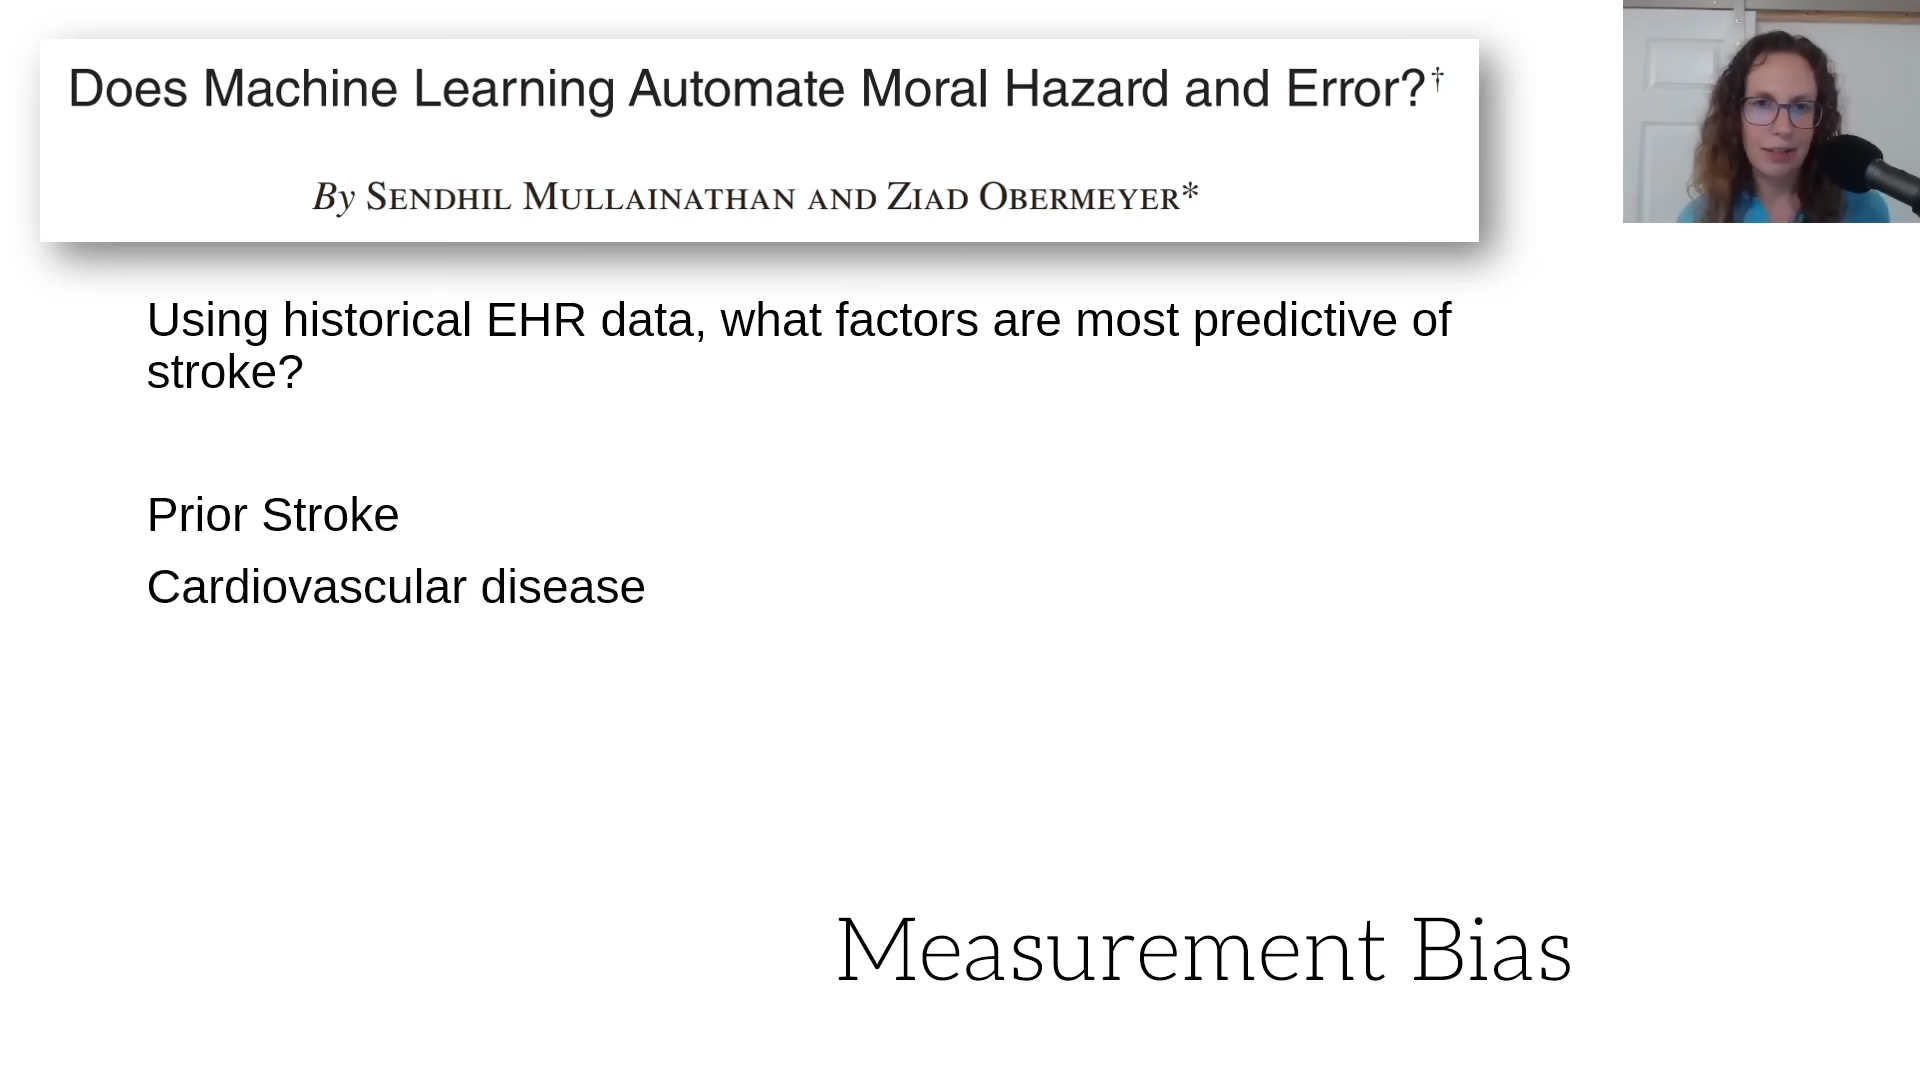 Does Machine Learning Automate Moral Hazard and Error?†
By Sendhil Mullainathan and Ziad Obermeyer*
Using historical EHR data, what factors are most predictive of
stroke?
Prior Stroke
Cardiovascular disease
Measurement Bias